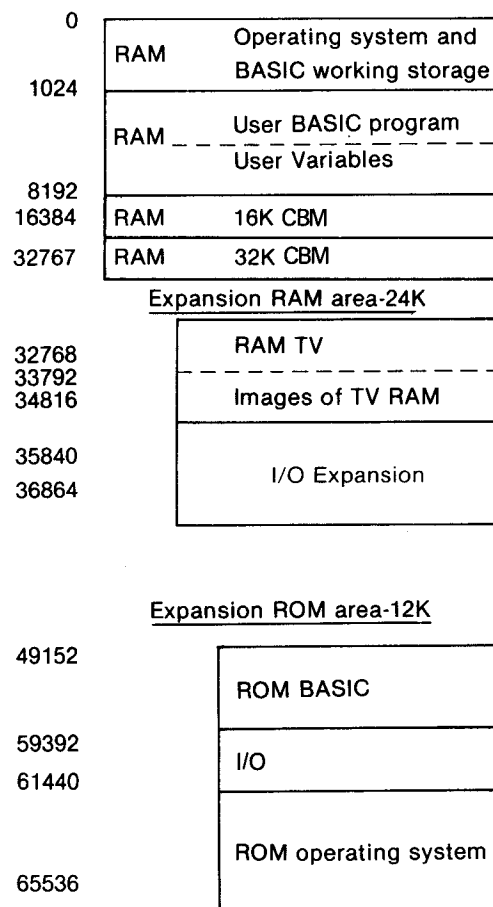 0
RAM Operating system and
BASIC working storage
1024
RAM User BASIC program
User Variables
8192
16384 RAM 16K CBM
32767 RAM 32K CBM
Expansion RAM area-24K
RAM TV
32768
33792
34816 Images of TV RAM
35840
I/O Expansion
36864
Expansion ROM area-12K
49152
ROM BASIC
59392
I/O
61440
ROM operating system
65536